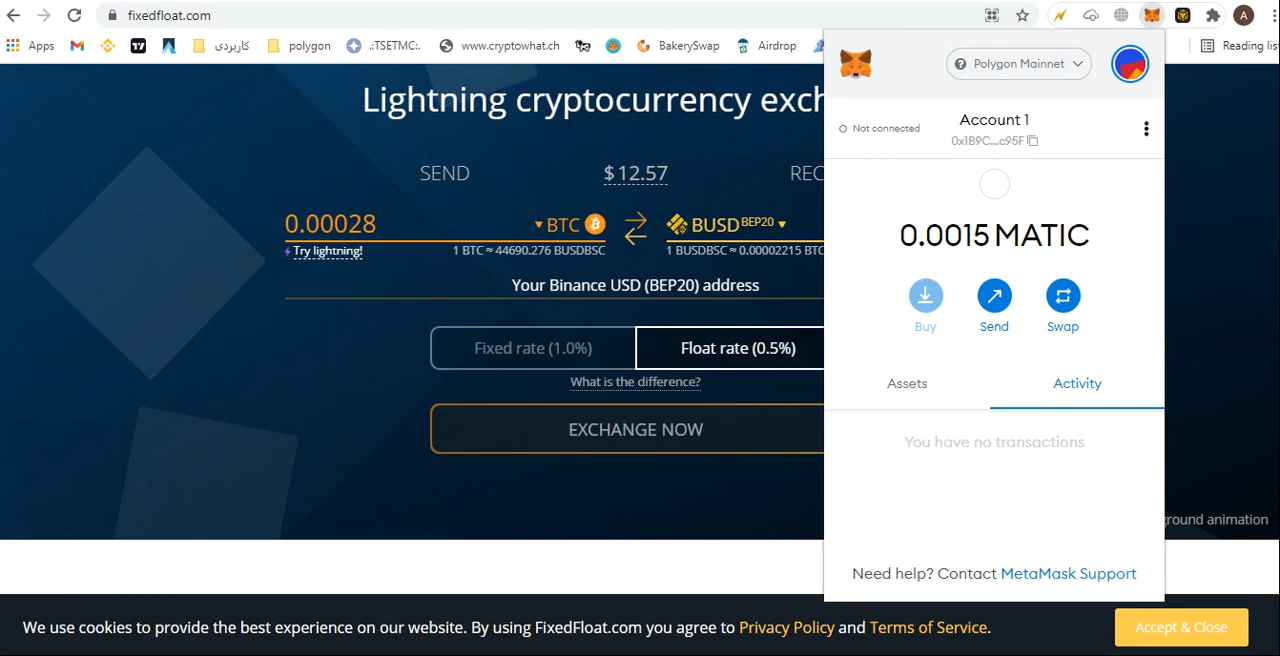 fixedfloat.com
A
Apps
کاربردی
polygon
.:TSETMC:.
www.cryptowhat.ch
BakerySwap
Airdrop
Reading list
Lightning cryptocurrency exch
SEND
$ 12.57
REC
0.00028
BTC
BUSD BEP20
Try lightning!
1 BTC ≈ 44690.276 BUSDBSC
1 BUSDBSC ≈ 0.00002215 BTC
Your Binance USD (BEP20) address
Fixed rate (1.0%)
Float rate (0.5%)
What is the difference?
EXCHANGE NOW
ground animation
Polygon Mainnet
Not connected
Account 1
0x1B9C...c95F
0.0015 MATIC
Buy
Send
Swap
Assets
Activity
You have no transactions
Need help? Contact MetaMask Support
We use cookies to provide the best experience on our website. By using FixedFloat.com you agree to Privacy Policy and Terms of Service.
Accept & Close